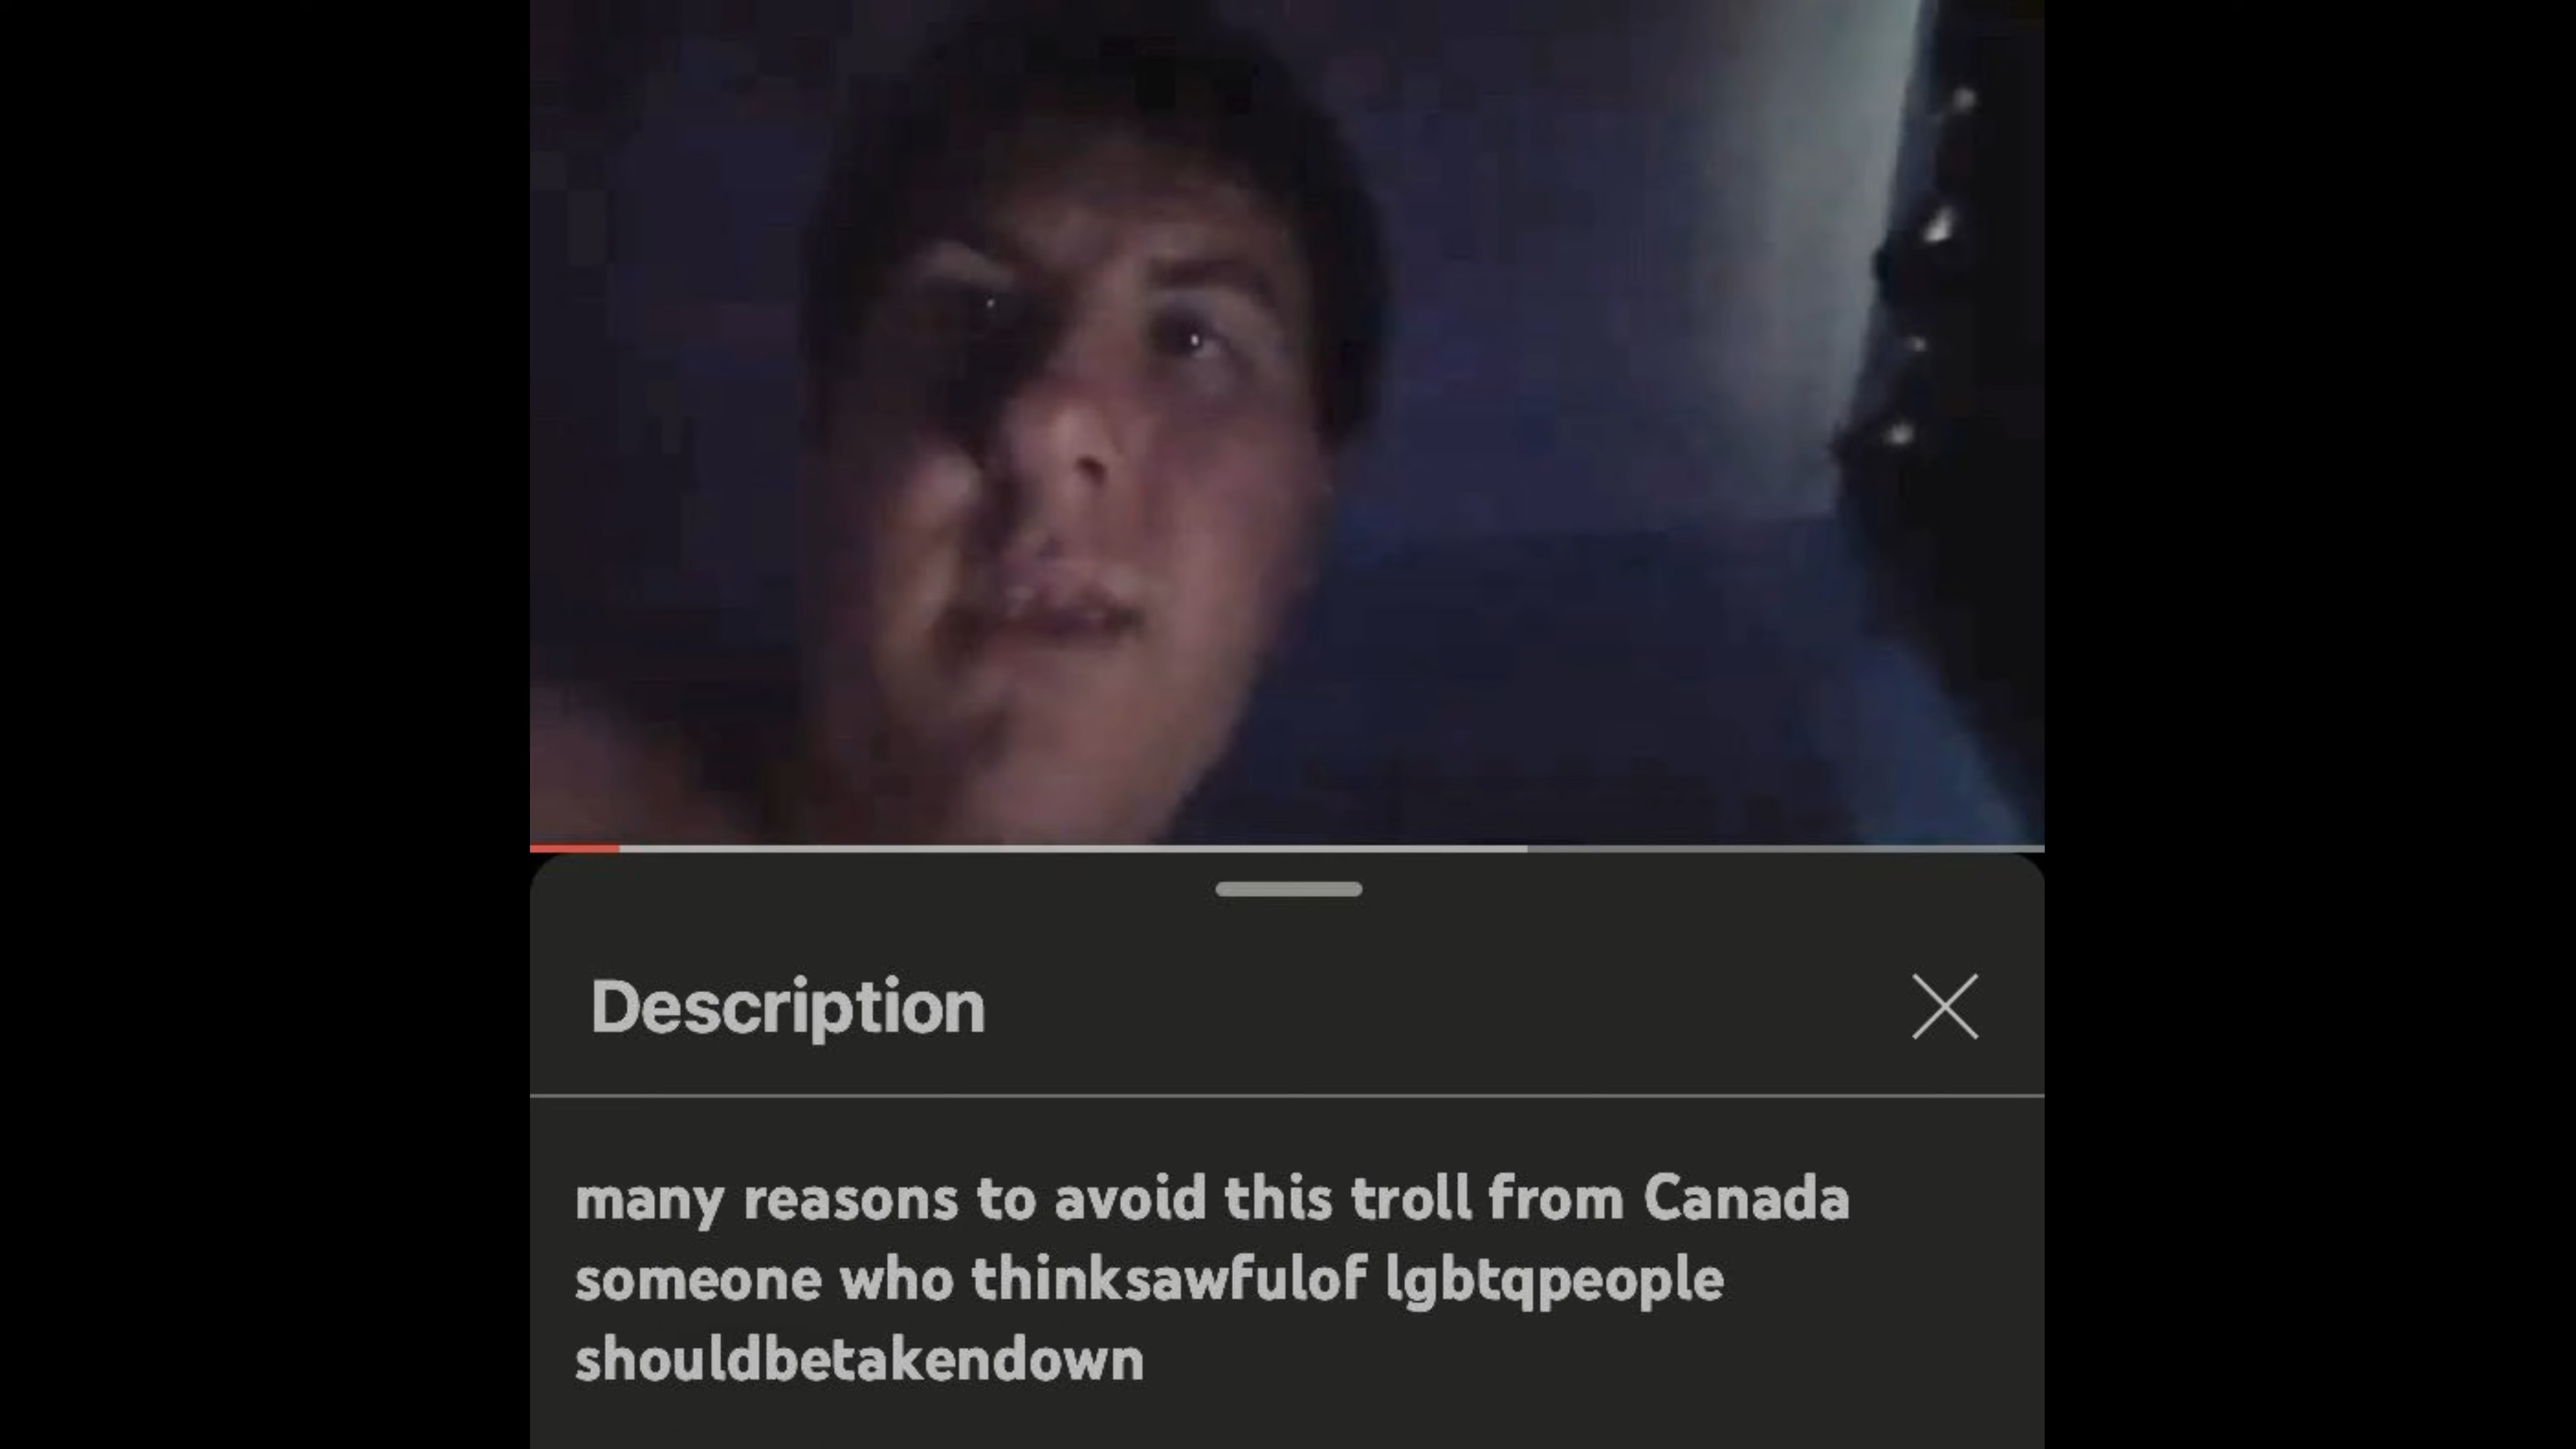 Description
many reasons to avoid this troll from Canada
someone who thinksawfulof lgbtqpeople
shouldbetakendown